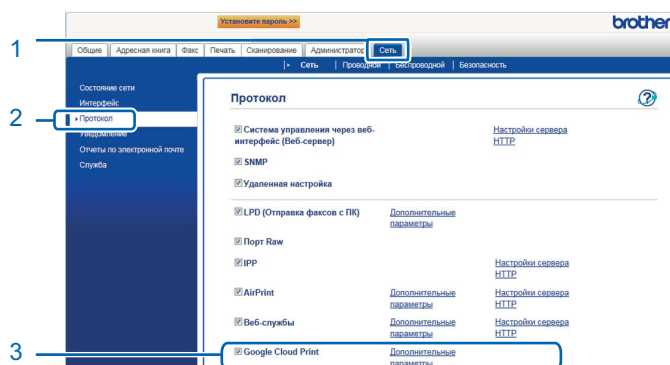 Установите пароль >>
brother
1
Общие Адресная книга Факс Печать Сканирование Администратор Сеть
Сеть Проводной Беспроводной Безопасность
Состояние сети
Интерфейс
2
Протокол
Уведомление
Отчеты по электронной почте
Служба
Протокол
Система управления через веб-
интерфейс (Веб-сервер)
Настройки сервера
HTTP
SNMP
Удаленная настройка
LPD (Отправка факсов с ПК)
Дополнительные
параметры
Порт Raw
IPP
Настройки сервера
HTTP
AirPrint
Дополнительные
параметры
Настройки сервера
HTTP
Веб-службы
Дополнительные
параметры
Настройки сервера
HTTP
3
Google Cloud Print
Дополнительные
параметры